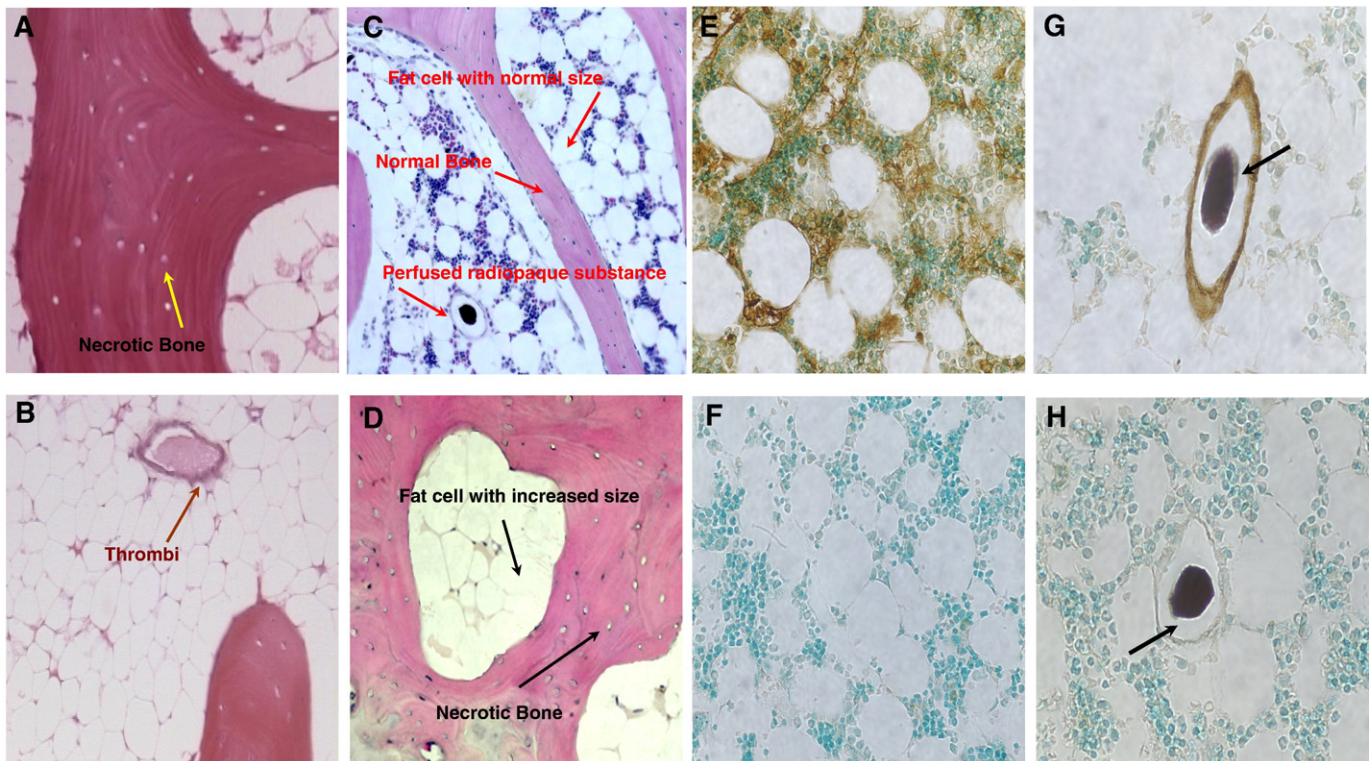 A
Necrotic Bone
B
Thrombi
C
Fat cell with normal size
Normal Bone
Perfused radiopaque substance
D
Fat cell with increased size
Necrotic Bone
E
F
G
H